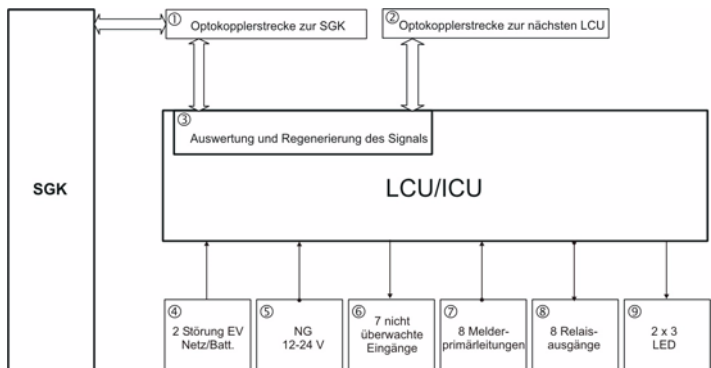 ① Optokopplerstrecke zur SGK
② Optokopplerstrecke zur nächsten LCU
③
Auswertung und Regenerierung des Signals
SGK
LCU/ICU
④
2 Störung EV
Netz/Batt.
⑤
NG
12-24 V
⑥
7 nicht
überwachte
Eingänge
⑦
8 Melder-
primärleitungen
⑧
8 Relais-
ausgänge
⑨
2 x 3
LED